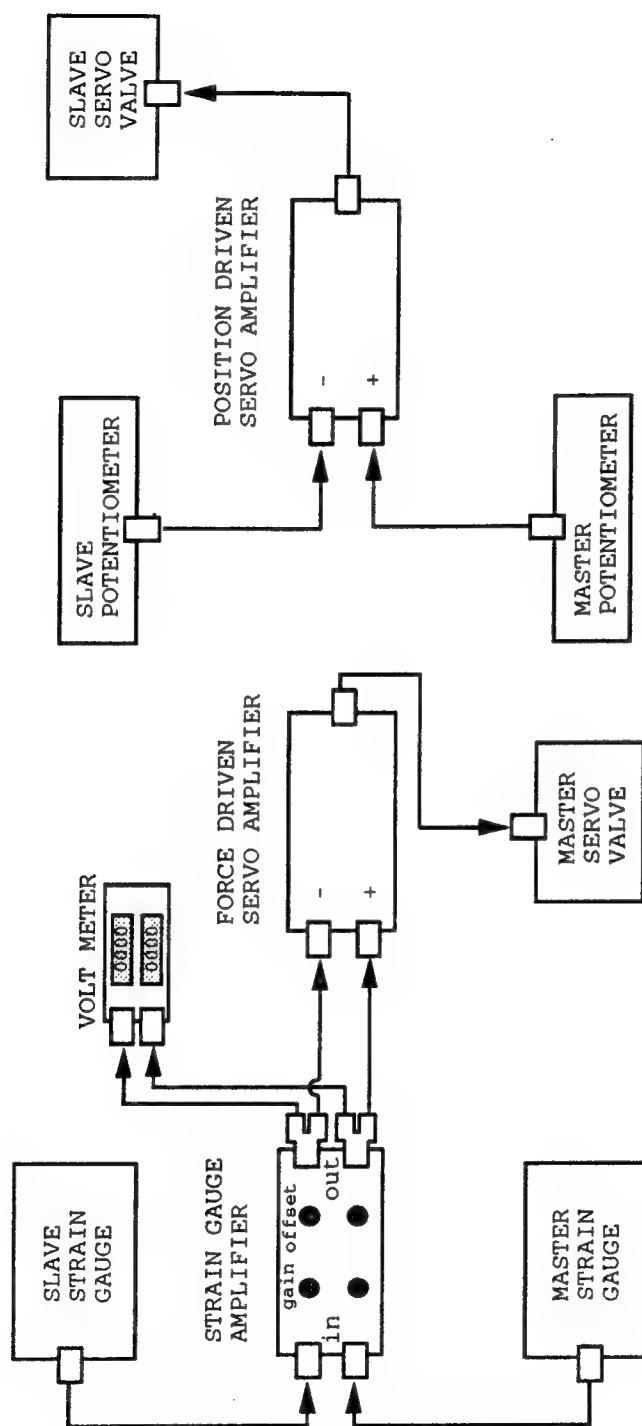 SLAVE
STRAIN
GAUGE
STRAIN GAUGE
AMPLIFIER
gain offset
in
out
MASTER
STRAIN
GAUGE
VOLT METER
0000
0000
FORCE DRIVEN
SERVO AMPLIFIER
-
+
MASTER
SERVO
VALVE
SLAVE
POTENTIOMETER
MASTER
POTENTIOMETER
POSITION DRIVEN
SERVO AMPLIFIER
-
+
SLAVE
SERVO
VALVE